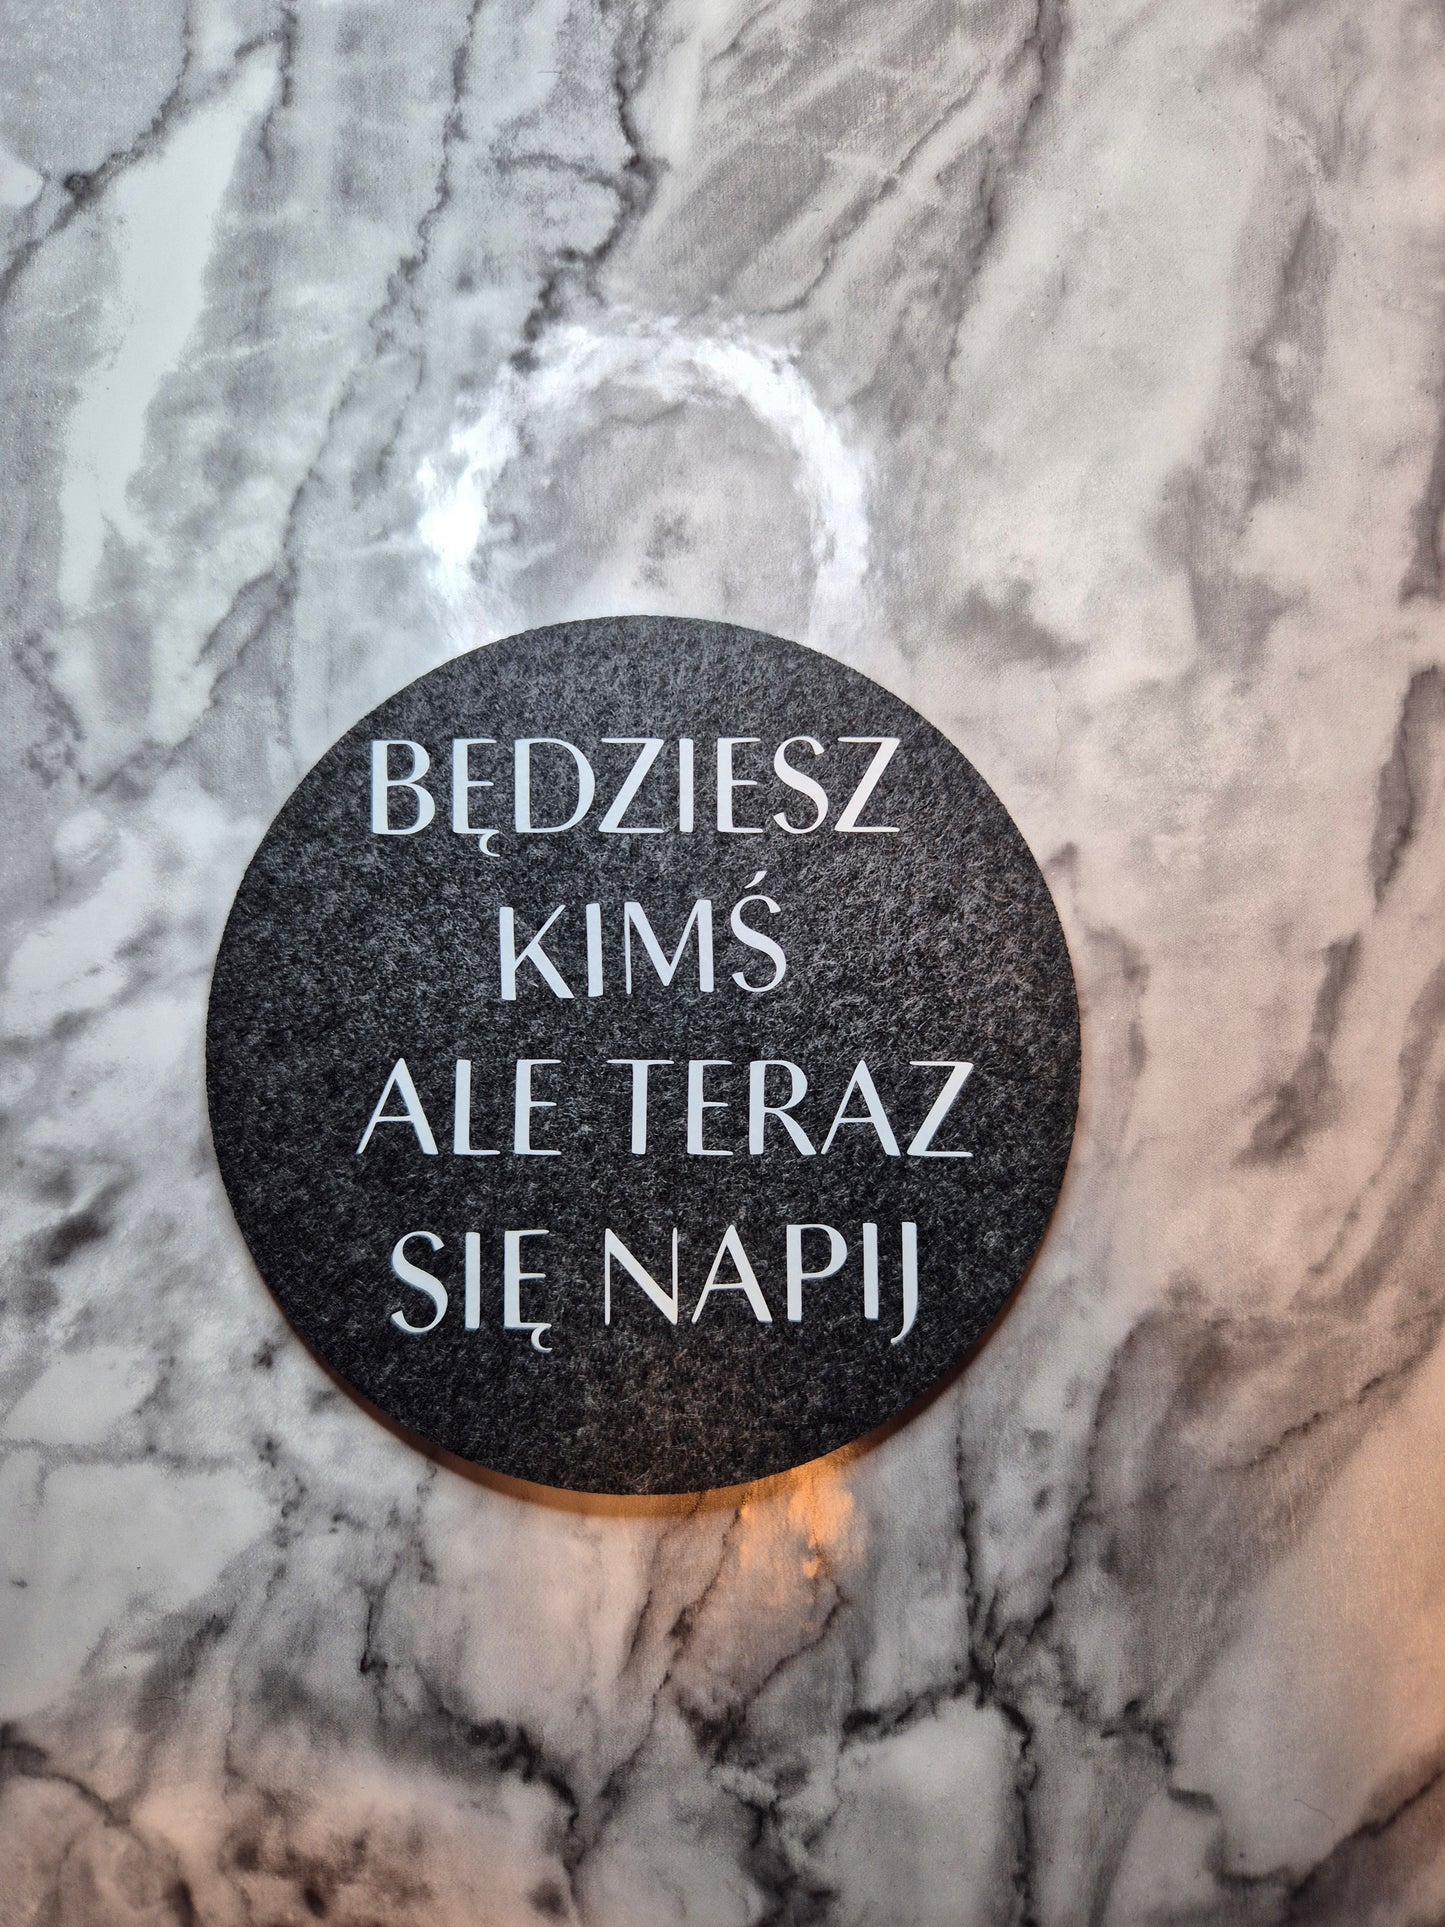 BĘDZIESZ
KIMŚ
ALE TERAZ
SIĘ NAPIJ